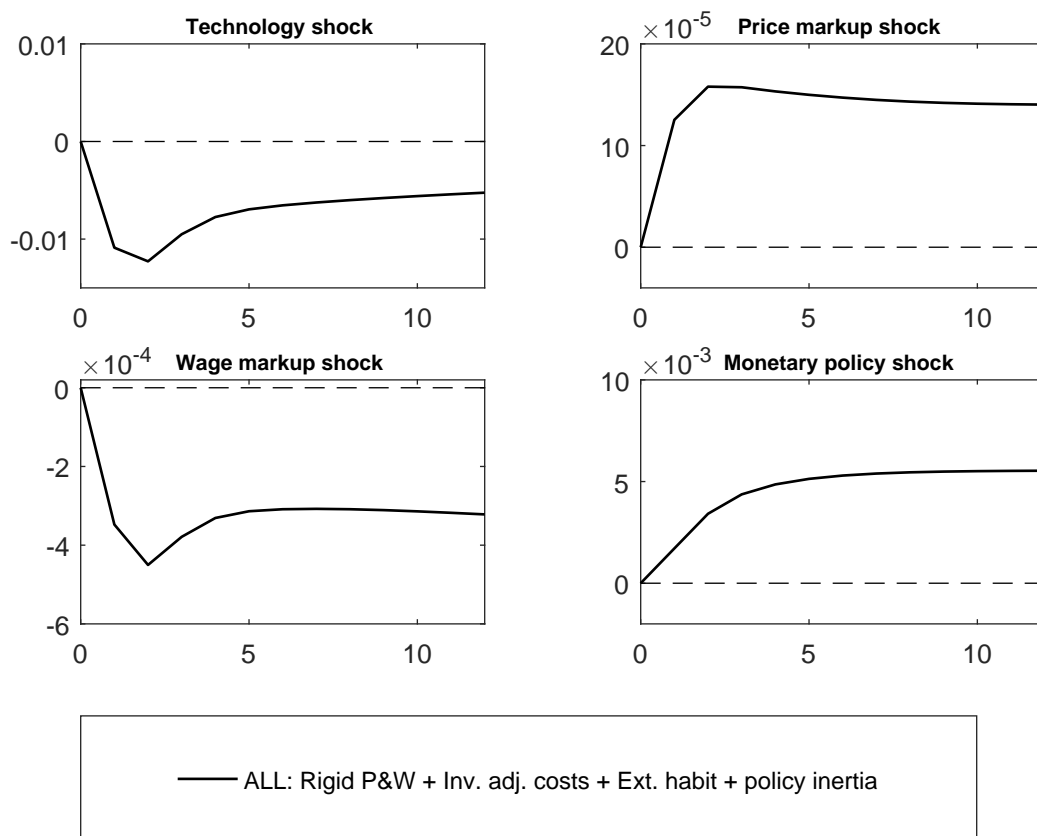 Technology shock
0.01
0
-0.01
0 5 10
Price markup shock
×10-5
20
15
10
5
0
0 5 10
Wage markup shock
×10-4
0
-2
-4
-6
0 5 10
Monetary policy shock
×10-3
10
5
0
0 5 10
ALL: Rigid P&W + Inv. adj. costs + Ext. habit + policy inertia